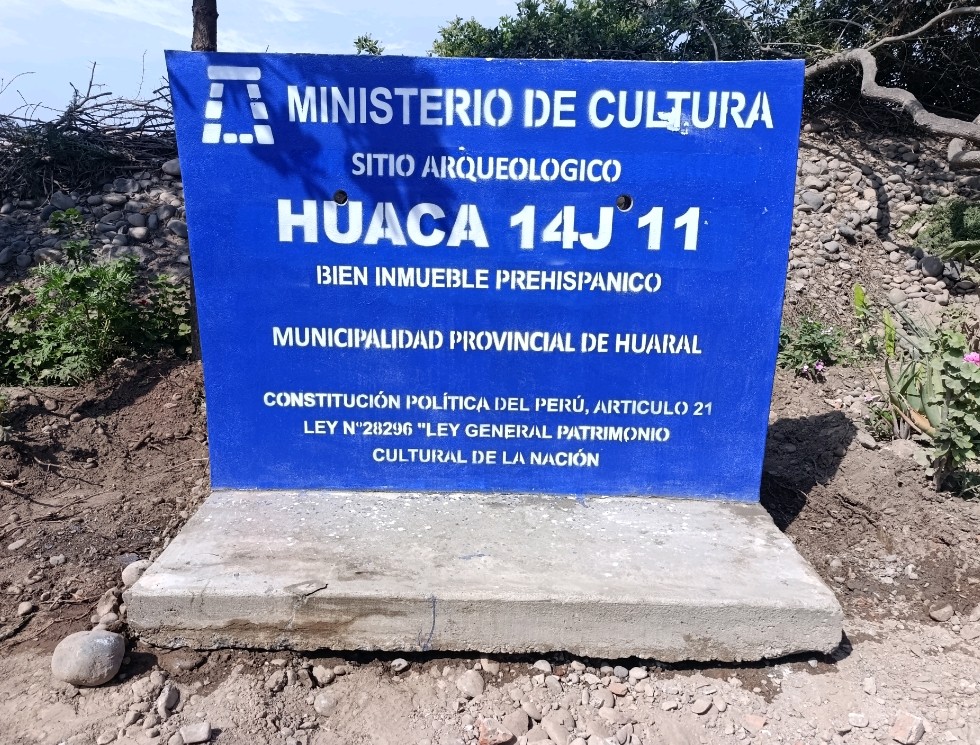 MINISTERIO DE CULTURA
SITIO ARQUEOLOGICO
HUACA 14J 11
BIEN INMUEBLE PREHISPANICO
MUNICIPALIDAD PROVINCIAL DE HUARAL
CONSTITUCIÓN POLÍTICA DEL PERÚ, ARTICULO 21
LEY N°28296 "LEY GENERAL PATRIMONIO
CULTURAL DE LA NACIÓN